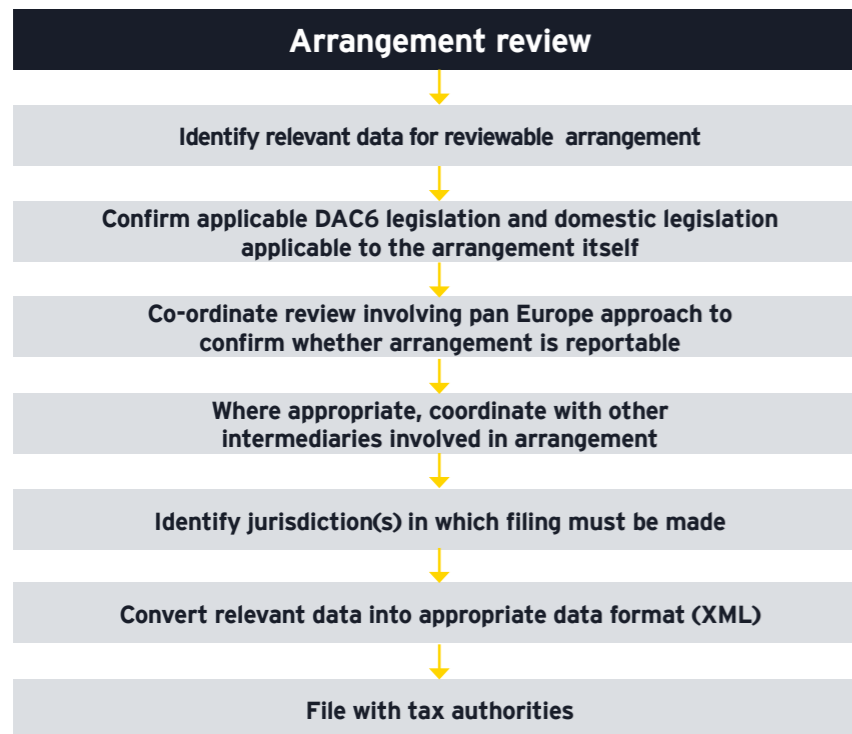 Arrangement review
Identify relevant data for reviewable arrangement
Confirm applicable DAC6 legislation and domestic legislation
applicable to the arrangement itself
Co-ordinate review involving pan Europe approach to
confirm whether arrangement is reportable
Where appropriate, coordinate with other
intermediaries involved in arrangement
Identify jurisdiction(s) in which filing must be made
Convert relevant data into appropriate data format (XML)
File with tax authorities